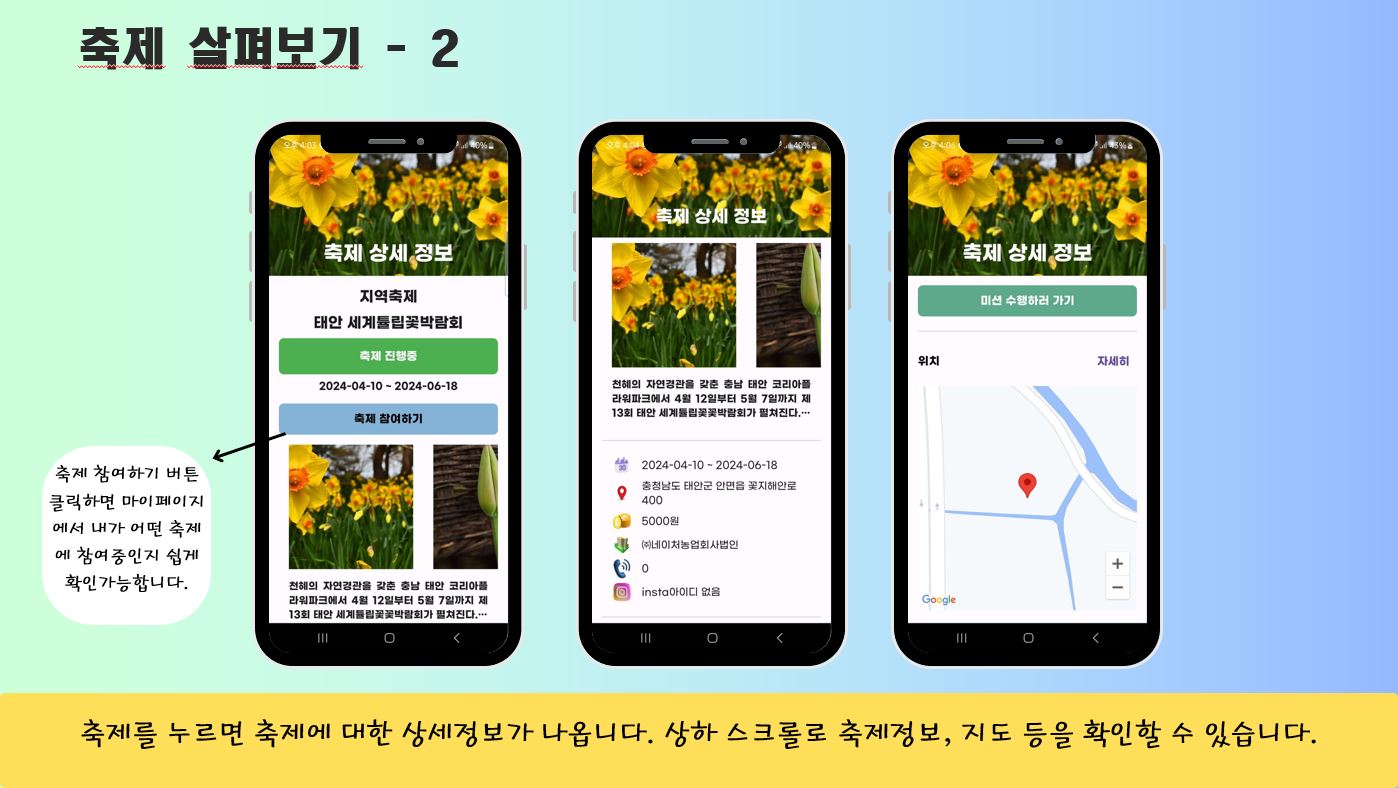 축제 살펴보기 - 2
오후 4:03
40%
축제 상세 정보
지역축제
태안 세계튤립꽃박람회
축제 진행중
2024-04-10 ~ 2024-06-18
축제 참여하기
천혜의 자연경관을 갖춘 충남 태안 코리아플
라워파크에서 4월 12일부터 5월 7일까지 제
13회 태안 세계튤립꽃꽃박람회가 펼쳐진다.…
축제 참여하기 버튼
클릭하면 마이페이지
에서 내가 어떤 축제
에 참여중인지 쉽게
확인가능합니다.
오후 4:04
40%
축제 상세 정보
천혜의 자연경관을 갖춘 충남 태안 코리아플
라워파크에서 4월 12일부터 5월 7일까지 제
13회 태안 세계튤립꽃꽃박람회가 펼쳐진다.…
30
2024-04-10 ~ 2024-06-18
충청남도 태안군 안면읍 꽃지해안로
400
5000원
㈜네이처농업회사법인
0
insta아이디 없음
오후 4:06
43%
축제 상세 정보
미션 수행하러 가기
위치 자세히
+
−
Google
축제를 누르면 축제에 대한 상세정보가 나옵니다. 상하 스크롤로 축제정보, 지도 등을 확인할 수 있습니다.